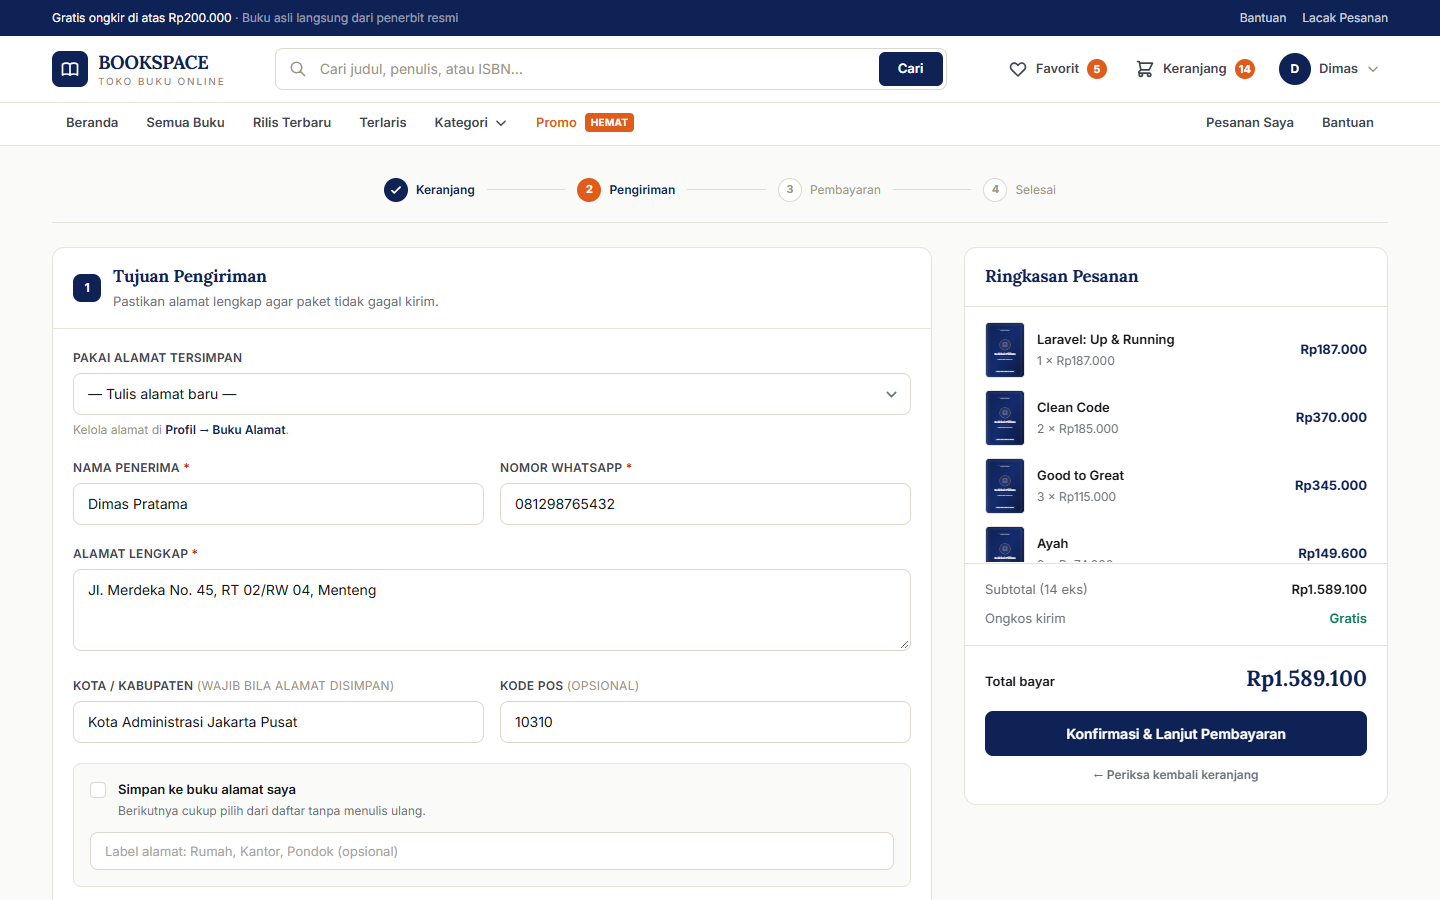 Gratis ongkir di atas Rp200.000 · Buku asli langsung dari penerbit resmi
Bantuan Lacak Pesanan
BOOKSPACE
TOKO BUKU ONLINE
Cari judul, penulis, atau ISBN...
Cari
Favorit 5
Keranjang 14
D Dimas
Beranda Semua Buku Rilis Terbaru Terlaris Kategori Promo HEMAT
Pesanan Saya Bantuan
Keranjang
2 Pengiriman
3 Pembayaran
4 Selesai
1
Tujuan Pengiriman
Pastikan alamat lengkap agar paket tidak gagal kirim.
PAKAI ALAMAT TERSIMPAN
— Tulis alamat baru —
Kelola alamat di Profil → Buku Alamat.
NAMA PENERIMA *
Dimas Pratama
NOMOR WHATSAPP *
081298765432
ALAMAT LENGKAP *
Jl. Merdeka No. 45, RT 02/RW 04, Menteng
KOTA / KABUPATEN (WAJIB BILA ALAMAT DISIMPAN)
Kota Administrasi Jakarta Pusat
KODE POS (OPSIONAL)
10310
Simpan ke buku alamat saya
Berikutnya cukup pilih dari daftar tanpa menulis ulang.
Label alamat: Rumah, Kantor, Pondok (opsional)
Ringkasan Pesanan
Laravel: Up & Running
1 × Rp187.000
Rp187.000
Clean Code
2 × Rp185.000
Rp370.000
Good to Great
3 × Rp115.000
Rp345.000
Ayah
Rp149.600
Subtotal (14 eks) Rp1.589.100
Ongkos kirim Gratis
Total bayar Rp1.589.100
Konfirmasi & Lanjut Pembayaran
← Periksa kembali keranjang